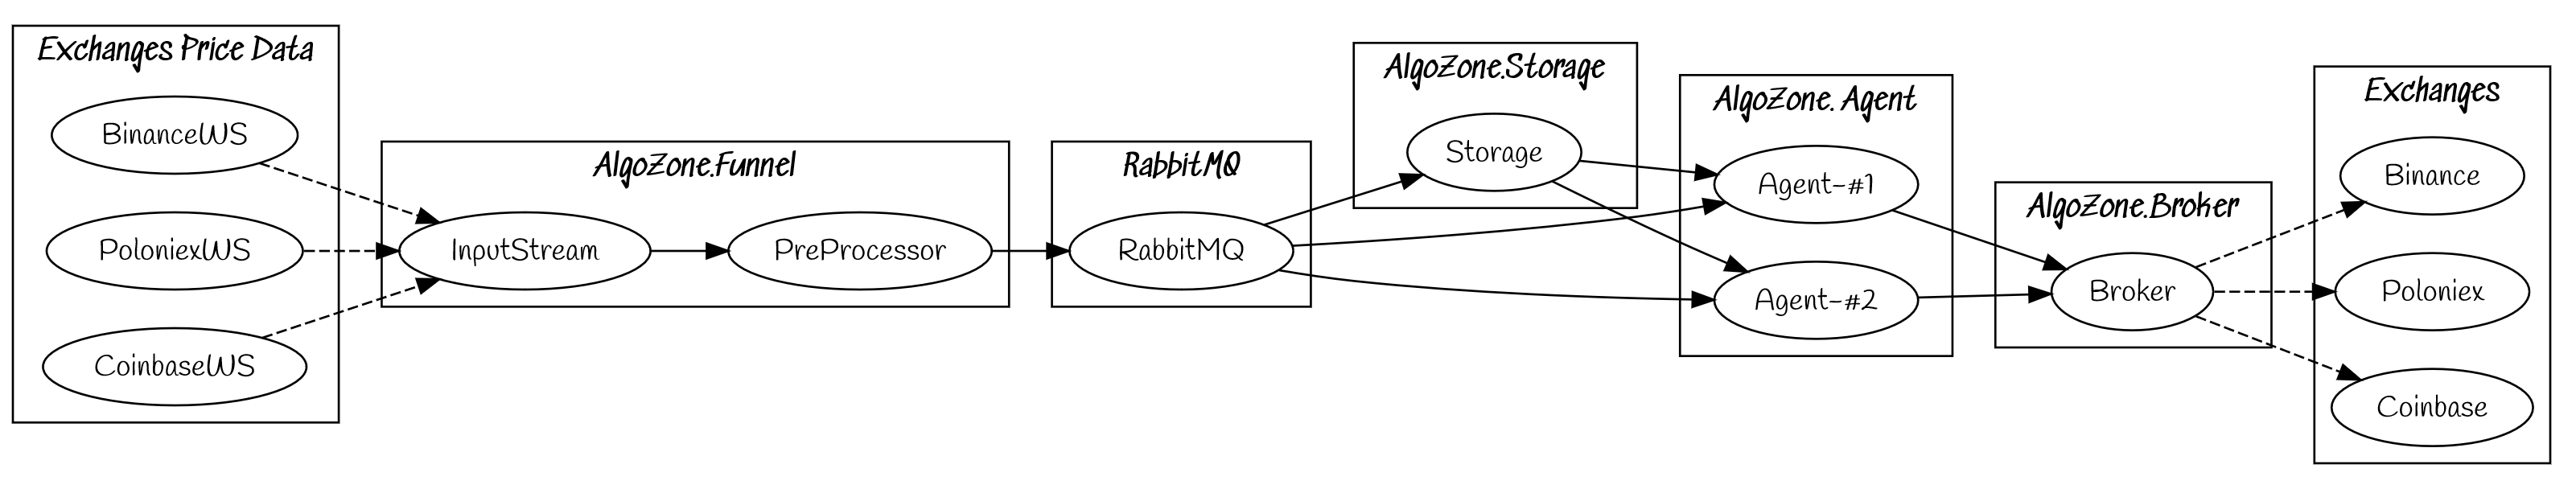 Exchanges Price Data
BinanceWS
PoloniexWS
CoinbaseWS
AlgoZone.Funnel
InputStream
PreProcessor
RabbitMQ
RabbitMQ
AlgoZone.Storage
Storage
AlgoZone. Agent
Agent-#1
Agent-#2
AlgoZone.Broker
Broker
Exchanges
Binance
Poloniex
Coinbase